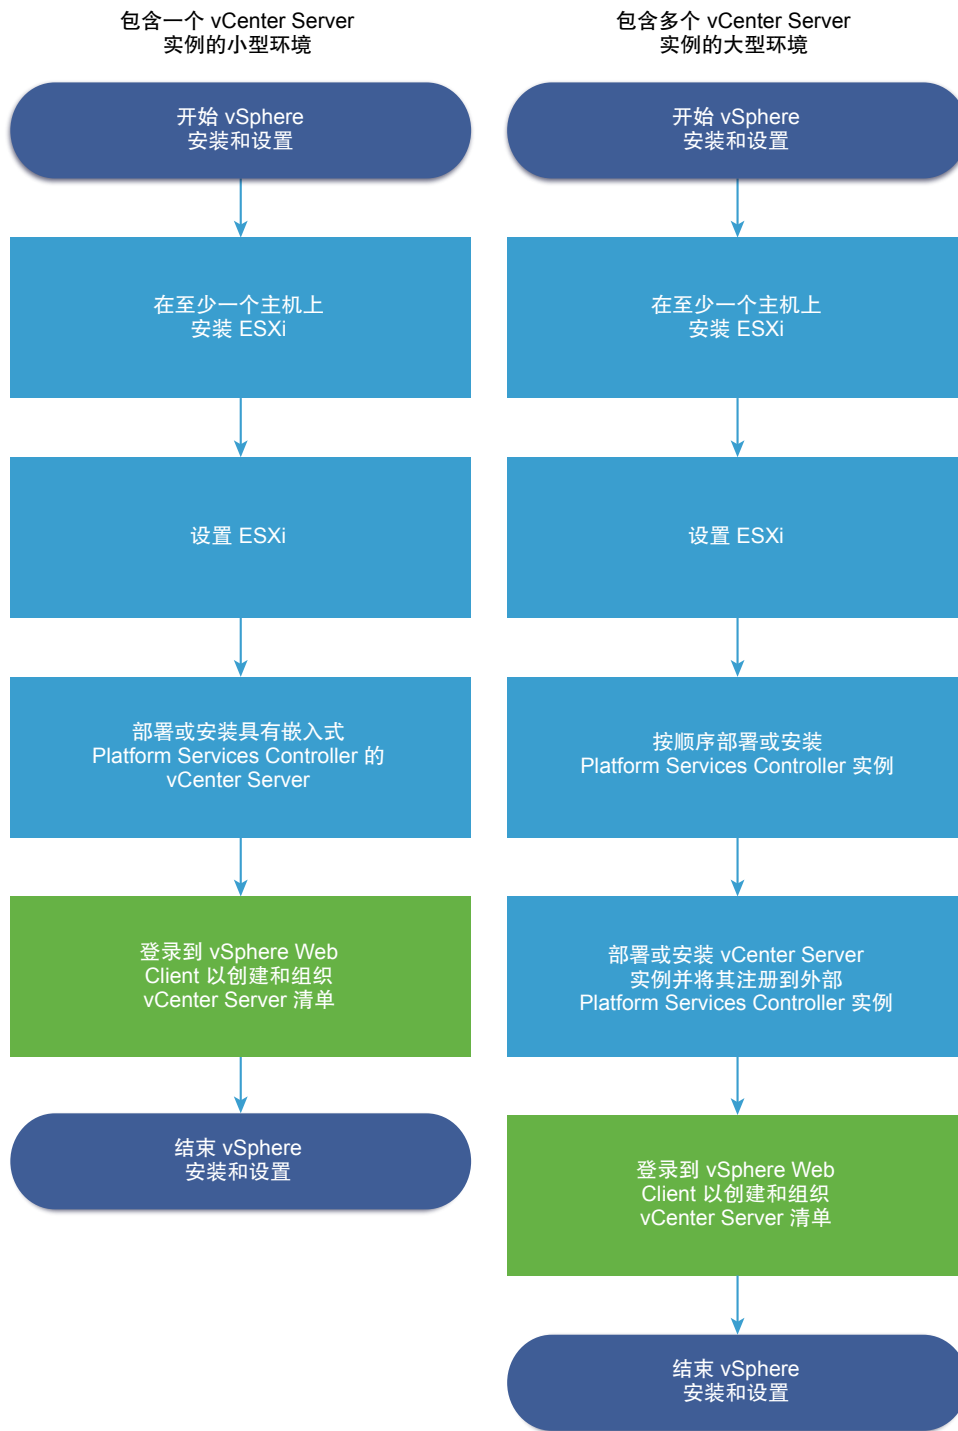 包含一个 vCenter Server
实例的小型环境
开始 vSphere
安装和设置
在至少一个主机上
安装 ESXi
设置 ESXi
部署或安装具有嵌入式
Platform Services Controller 的
vCenter Server
登录到 vSphere Web
Client 以创建和组织
vCenter Server 清单
结束 vSphere
安装和设置
包含多个 vCenter Server
实例的大型环境
开始 vSphere
安装和设置
在至少一个主机上
安装 ESXi
设置 ESXi
按顺序部署或安装
Platform Services Controller 实例
部署或安装 vCenter Server
实例并将其注册到外部
Platform Services Controller 实例
登录到 vSphere Web
Client 以创建和组织
vCenter Server 清单
结束 vSphere
安装和设置